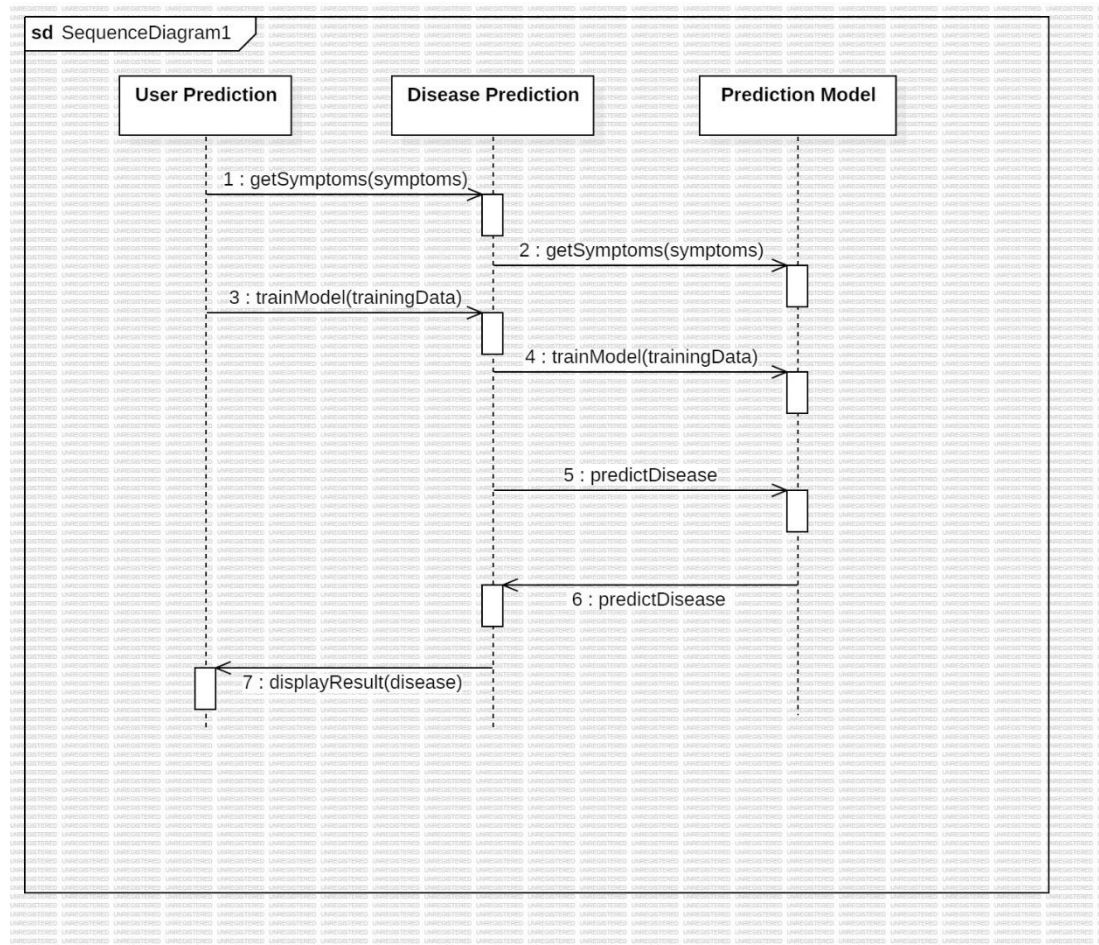 sd SequenceDiagram1
User Prediction
Disease Prediction
Prediction Model
1 : getSymptoms(symptoms)
2 : getSymptoms(symptoms)
3 : trainModel(trainingData)
4 : trainModel(trainingData)
5 : predictDisease
6 : predictDisease
7 : displayResult(disease)
UNREGISTERED